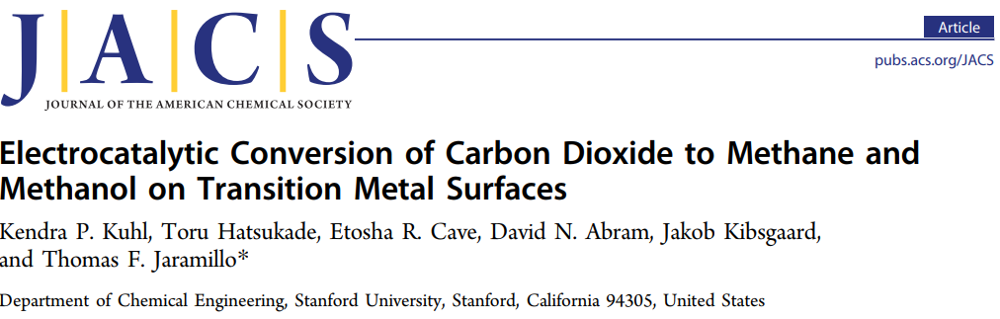 J|A|C|S
JOURNAL OF THE AMERICAN CHEMICAL SOCIETY
Article
pubs.acs.org/JACS
Electrocatalytic Conversion of Carbon Dioxide to Methane and
Methanol on Transition Metal Surfaces
Kendra P. Kuhl, Toru Hatsukade, Etosha R. Cave, David N. Abram, Jakob Kibsgaard,
and Thomas F. Jaramillo*
Department of Chemical Engineering, Stanford University, Stanford, California 94305, United States